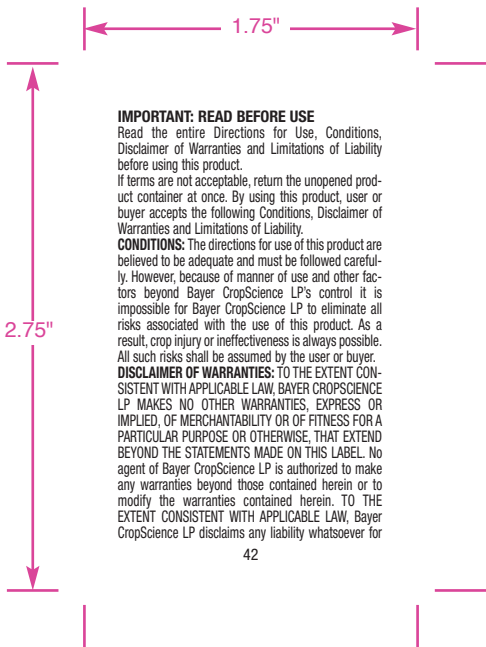 1.75"
2.75"
IMPORTANT: READ BEFORE USE
Read the entire Directions for Use, Conditions,
Disclaimer of Warranties and Limitations of Liability
before using this product.
If terms are not acceptable, return the unopened prod-
uct container at once. By using this product, user or
buyer accepts the following Conditions, Disclaimer of
Warranties and Limitations of Liability.
CONDITIONS: The directions for use of this product are
believed to be adequate and must be followed careful-
ly. However, because of manner of use and other fac-
tors beyond Bayer CropScience LP's control it is
impossible for Bayer CropScience LP to eliminate all
risks associated with the use of this product. As a
result, crop injury or ineffectiveness is always possible.
All such risks shall be assumed by the user or buyer.
DISCLAIMER OF WARRANTIES: TO THE EXTENT CON-
SISTENT WITH APPLICABLE LAW, BAYER CROPSCIENCE
LP MAKES NO OTHER WARRANTIES, EXPRESS OR
IMPLIED, OF MERCHANTABILITY OR OF FITNESS FOR A
PARTICULAR PURPOSE OR OTHERWISE, THAT EXTEND
BEYOND THE STATEMENTS MADE ON THIS LABEL. No
agent of Bayer CropScience LP is authorized to make
any warranties beyond those contained herein or to
modify the warranties contained herein. TO THE
EXTENT CONSISTENT WITH APPLICABLE LAW, Bayer
CropScience LP disclaims any liability whatsoever for
42